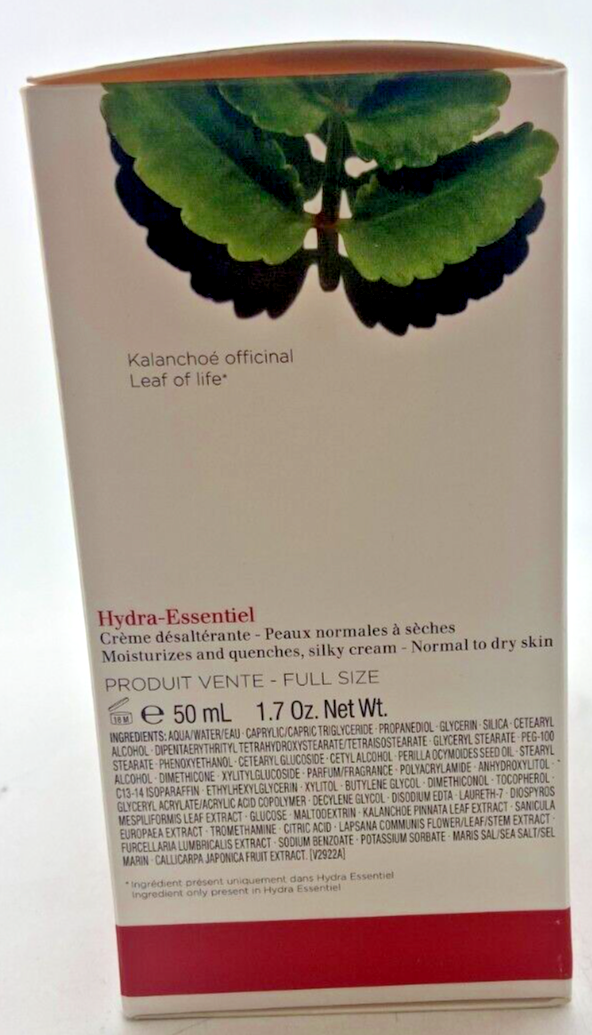 Kalanchoé officinal
Leaf of life*
Hydra-Essentiel
Crème désaltérante - Peaux normales à sèches
Moisturizes and quenches, silky cream - Normal to dry skin
PRODUIT VENTE - FULL SIZE
18 M e 50 mL 1.7 Oz. Net Wt.
INGREDIENTS: AQUA/WATER/EAU · CAPRYLIC/CAPRIC TRIGLYCERIDE · PROPANEDIOL · GLYCERIN · SILICA · CETEARYL
ALCOHOL · DIPENTAERYTHRITYL TETRAHYDROXYSTEARATE/TETRAISOSTEARATE · GLYCERYL STEARATE · PEG-100
STEARATE · PHENOXYETHANOL · CETEARYL GLUCOSIDE · CETYL ALCOHOL · PERILLA OCYMOIDES SEED OIL · STEARYL
ALCOHOL · DIMETHICONE · XYLITYLGLUCOSIDE · PARFUM/FRAGRANCE · POLYACRYLAMIDE · ANHYDROXYLITOL ·
C13-14 ISOPARAFFIN · ETHYLHEXYLGLYCERIN · XYLITOL · BUTYLENE GLYCOL · DIMETHICONOL · TOCOPHEROL ·
GLYCERYL ACRYLATE/ACRYLIC ACID COPOLYMER · DECYLENE GLYCOL · DISODIUM EDTA · LAURETH-7 · DIOSPYROS
MESPILIFORMIS LEAF EXTRACT · GLUCOSE · MALTODEXTRIN · KALANCHOE PINNATA LEAF EXTRACT · SANICULA
EUROPAEA EXTRACT · TROMETHAMINE · CITRIC ACID · LAPSANA COMMUNIS FLOWER/LEAF/STEM EXTRACT ·
FURCELLARIA LUMBRICALIS EXTRACT · SODIUM BENZOATE · POTASSIUM SORBATE · MARIS SAL/SEA SALT/SEL
MARIN · CALLICARPA JAPONICA FRUIT EXTRACT. [V2922A]
*Ingrédient présent uniquement dans Hydra Essentiel
Ingredient only present in Hydra Essentiel